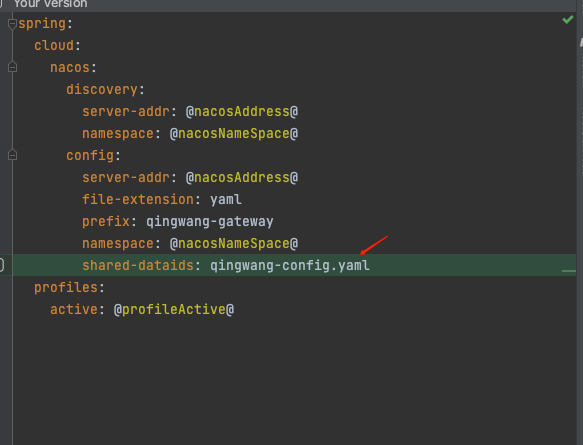 Your version
spring:
  cloud:
    nacos:
      discovery:
        server-addr: @nacosAddress@
        namespace: @nacosNameSpace@
      config:
        server-addr: @nacosAddress@
        file-extension: yaml
        prefix: qingwang-gateway
        namespace: @nacosNameSpace@
        shared-dataids: qingwang-config.yaml
  profiles:
    active: @profileActive@